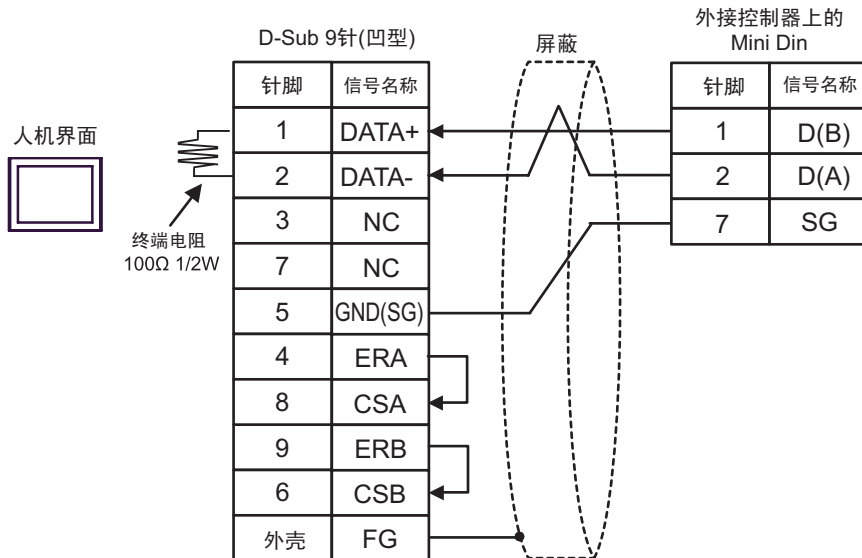 外接控制器上的
Mini Din
D-Sub 9针(凹型)
屏蔽
人机界面
针脚 信号名称
1 DATA+
2 DATA-
3 NC
7 NC
5 GND(SG)
4 ERA
8 CSA
9 ERB
6 CSB
外壳 FG
终端电阻
100Ω 1/2W
针脚 信号名称
1 D(B)
2 D(A)
7 SG